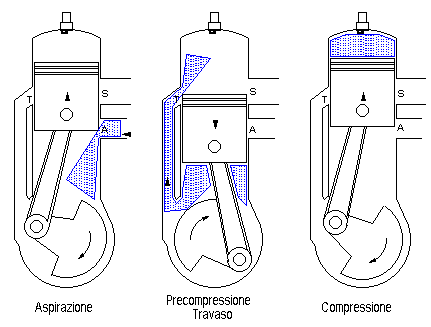 T
S
A
T
S
A
Aspirazione
Precompressione
Travaso
Compressione